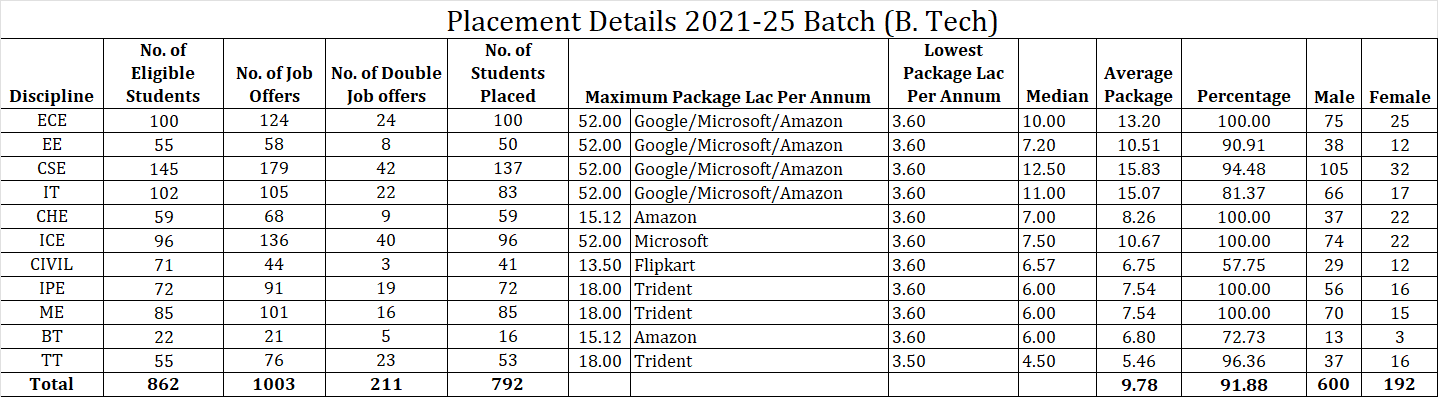 Placement Details 2021-25 Batch (B. Tech)
Discipline No. of Eligible Students No. of Job Offers No. of Double Job offers No. of Students Placed Maximum Package Lac Per Annum Lowest Package Lac Per Annum Median Average Package Percentage Male Female
ECE 100 124 24 100 52.00 Google/Microsoft/Amazon 3.60 10.00 13.20 100.00 75 25
EE 55 58 8 50 52.00 Google/Microsoft/Amazon 3.60 7.20 10.51 90.91 38 12
CSE 145 179 42 137 52.00 Google/Microsoft/Amazon 3.60 12.50 15.83 94.48 105 32
IT 102 105 22 83 52.00 Google/Microsoft/Amazon 3.60 11.00 15.07 81.37 66 17
CHE 59 68 9 59 15.12 Amazon 3.60 7.00 8.26 100.00 37 22
ICE 96 136 40 96 52.00 Microsoft 3.60 7.50 10.67 100.00 74 22
CIVIL 71 44 3 41 13.50 Flipkart 3.60 6.57 6.75 57.75 29 12
IPE 72 91 19 72 18.00 Trident 3.60 6.00 7.54 100.00 56 16
ME 85 101 16 85 18.00 Trident 3.60 6.00 7.54 100.00 70 15
BT 22 21 5 16 15.12 Amazon 3.60 6.00 6.80 72.73 13 3
TT 55 76 23 53 18.00 Trident 3.50 4.50 5.46 96.36 37 16
Total 862 1003 211 792 9.78 91.88 600 192